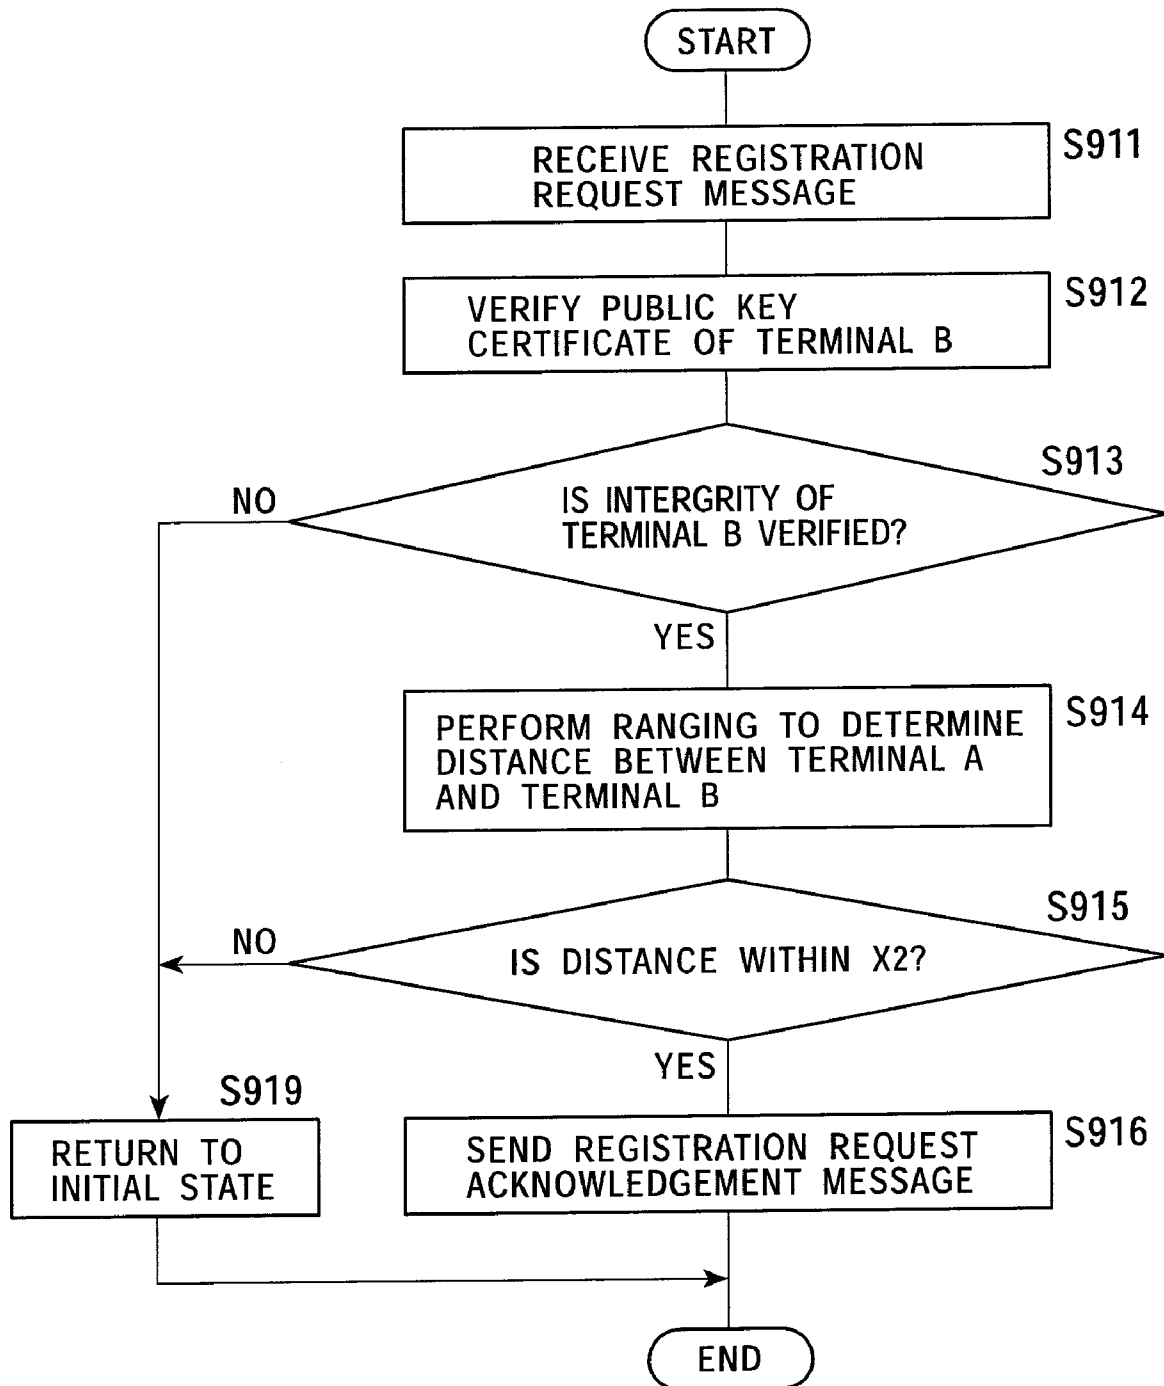 START
RECEIVE REGISTRATION
REQUEST MESSAGE
S911
VERIFY PUBLIC KEY
CERTIFICATE OF TERMINAL B
S912
IS INTERGRITY OF
TERMINAL B VERIFIED?
S913
NO
YES
PERFORM RANGING TO DETERMINE
DISTANCE BETWEEN TERMINAL A
AND TERMINAL B
S914
IS DISTANCE WITHIN X2?
S915
NO
YES
S919
RETURN TO
INITIAL STATE
SEND REGISTRATION REQUEST
ACKNOWLEDGEMENT MESSAGE
S916
END